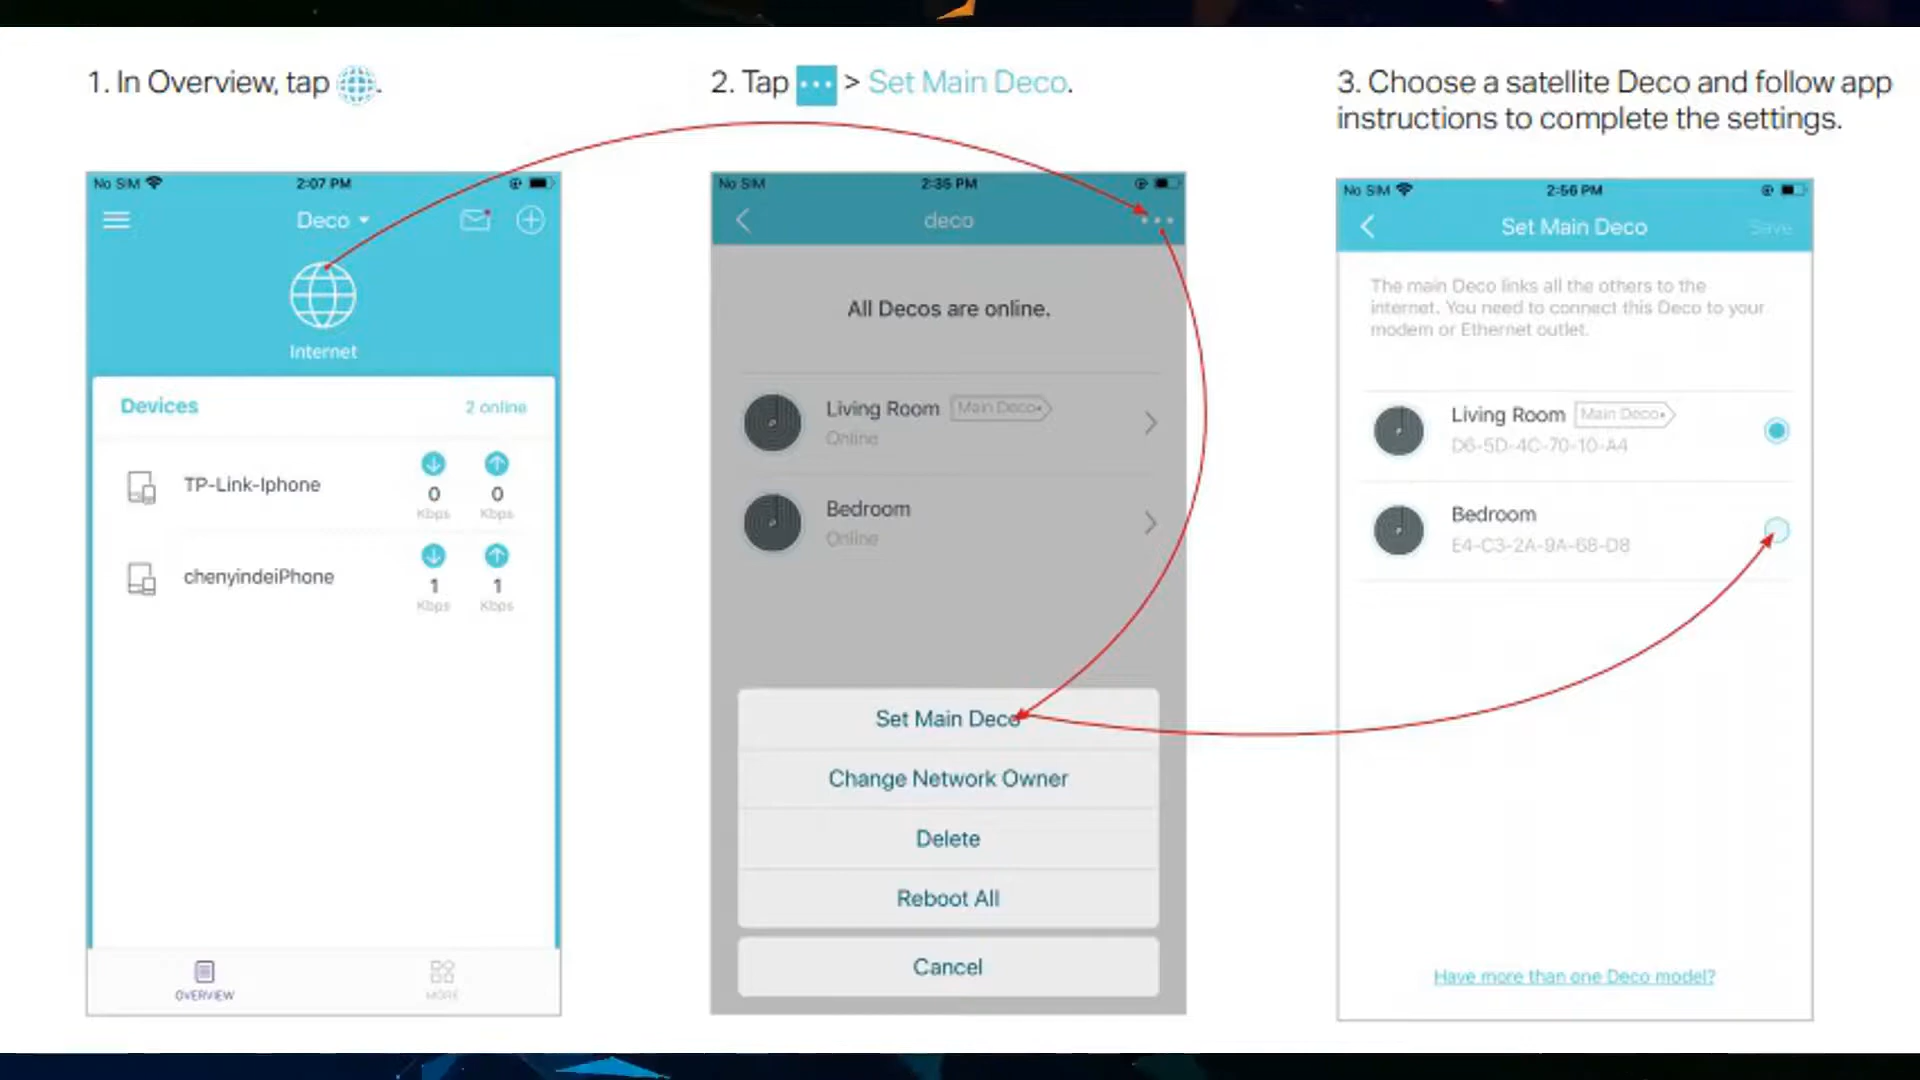 1. In Overview, tap .
2. Tap ... > Set Main Deco.
3. Choose a satellite Deco and follow app
instructions to complete the settings.
No SIM 2:07 PM
Deco
Internet
Devices 2 online
TP-Link-Iphone
0 0
Kbps Kbps
chenyindeiPhone
1 1
Kbps Kbps
OVERVIEW MORE
No SIM 2:35 PM
deco
All Decos are online.
Living Room Main Deco
Online
Bedroom
Online
Set Main Deco
Change Network Owner
Delete
Reboot All
Cancel
No SIM 2:56 PM
Set Main Deco Save
The main Deco links all the others to the
internet. You need to connect this Deco to your
modem or Ethernet outlet.
Living Room Main Deco
D6-5D-4C-70-10-A4
Bedroom
E4-C3-2A-9A-68-D8
Have more than one Deco model?